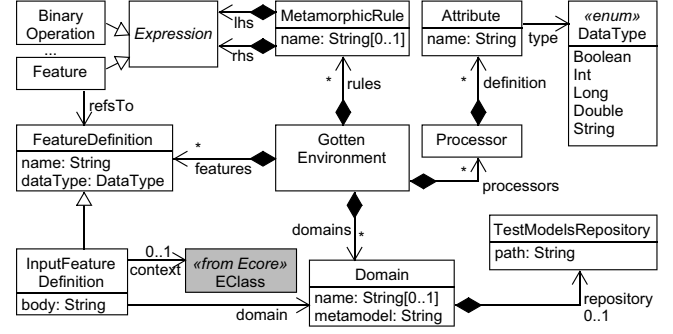 Binary
Operation
...
Feature
Expression
lhs
rhs
MetamorphicRule
name: String[0..1]
Attribute
name: String
type
«enum»
DataType
Boolean
Int
Long
Double
String
refsTo
*
rules
*
definition
FeatureDefinition
name: String
dataType: DataType
*
features
Gotten
Environment
Processor
*
processors
domains
*
InputFeature
Definition
body: String
0..1
context
«from Ecore»
EClass
domain
Domain
name: String[0..1]
metamodel: String
TestModelsRepository
path: String
repository
0..1